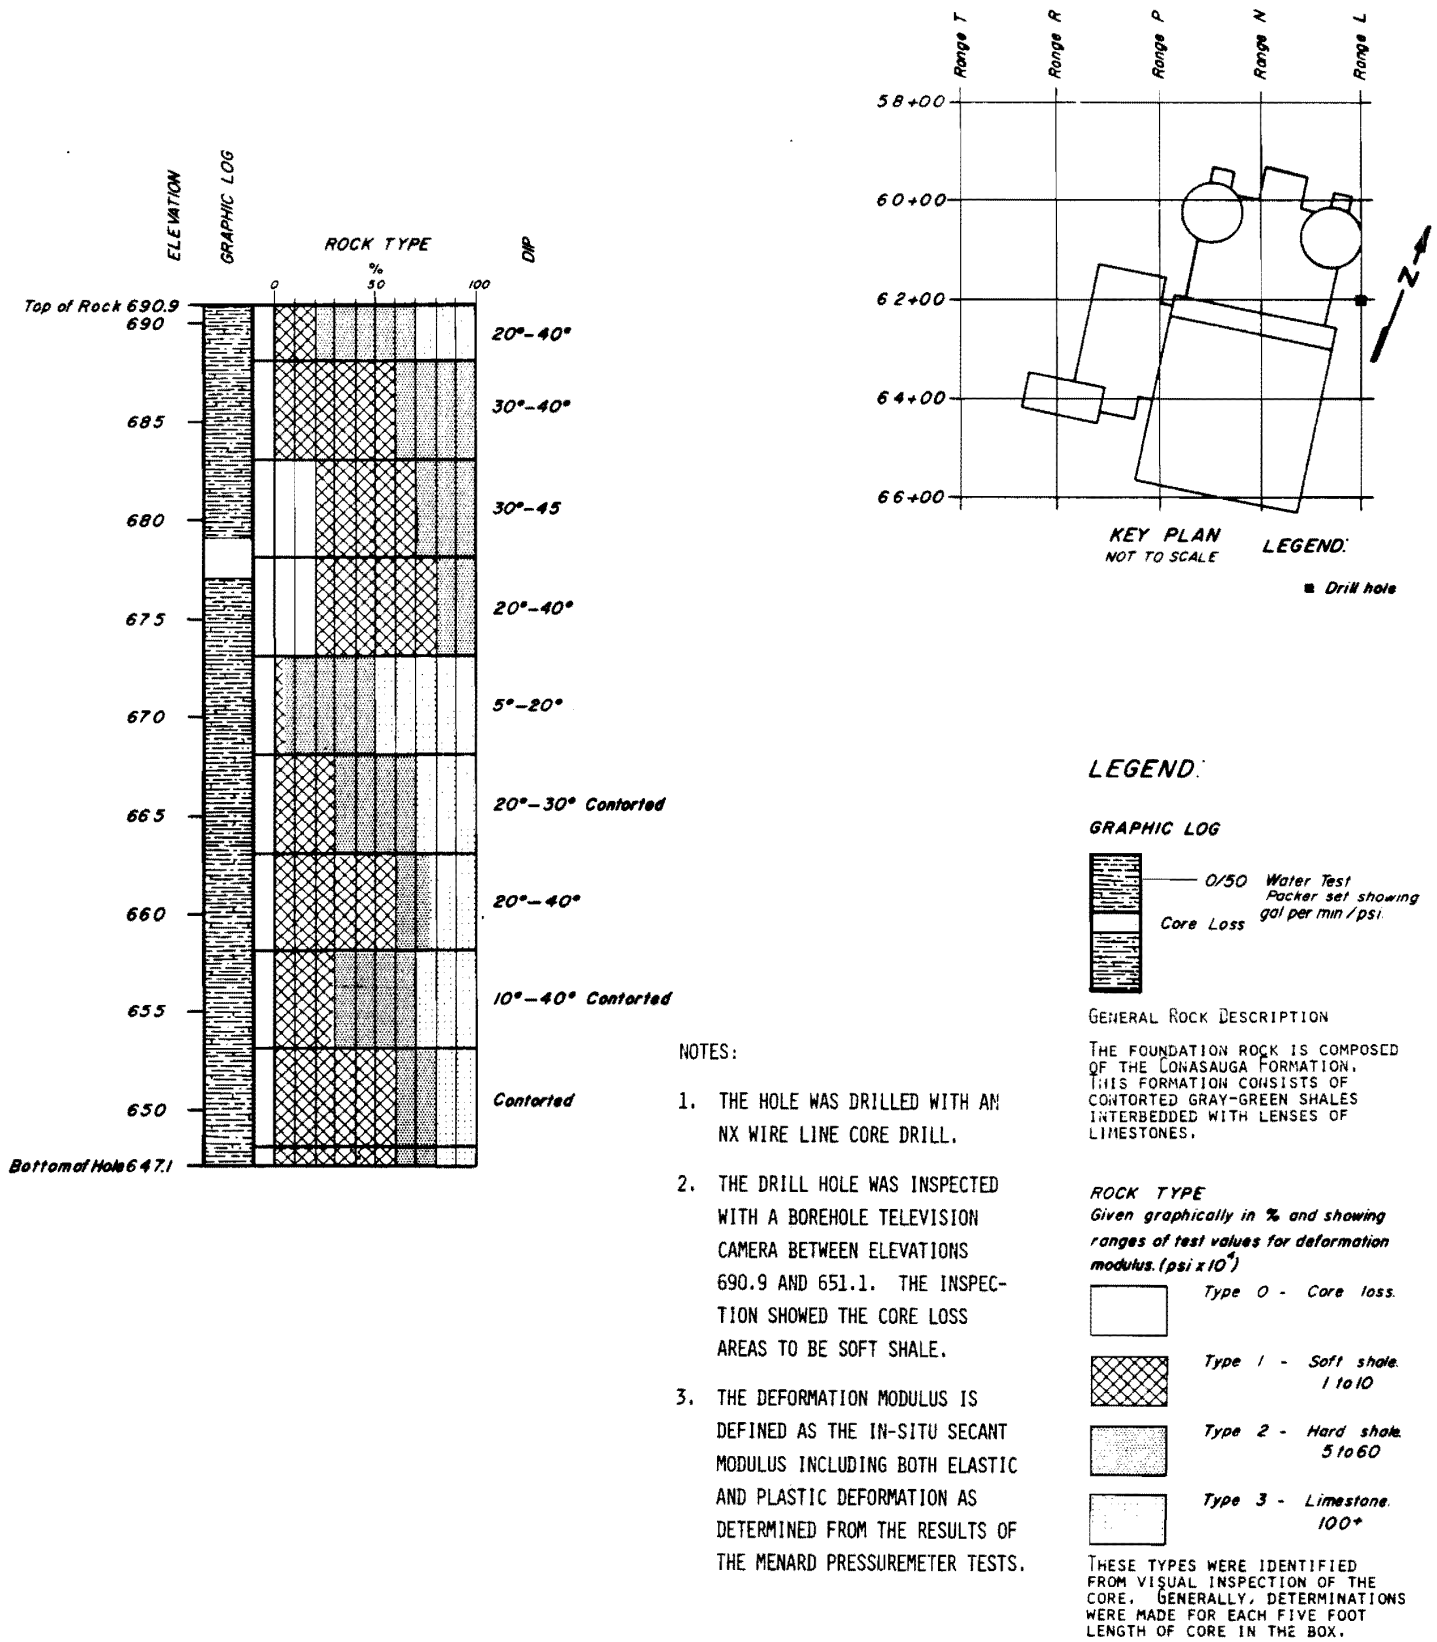 Range T
Range R
Range P
Range N
Range L
58+00
60+00
62+00
64+00
66+00
N
KEY PLAN
NOT TO SCALE
LEGEND:
Drill hole
ELEVATION
GRAPHIC LOG
ROCK TYPE
%
0 50 100
DIP
Top of Rock 690.9
690
20°-40°
685
30°-40°
680
30°-45
675
20°-40°
670
5°-20°
665
20°-30° Contorted
660
20°-40°
655
10°-40° Contorted
650
Contorted
Bottom of Hole 647.1
NOTES:
1. THE HOLE WAS DRILLED WITH AN
NX WIRE LINE CORE DRILL.
2. THE DRILL HOLE WAS INSPECTED
WITH A BOREHOLE TELEVISION
CAMERA BETWEEN ELEVATIONS
690.9 AND 651.1. THE INSPEC-
TION SHOWED THE CORE LOSS
AREAS TO BE SOFT SHALE.
3. THE DEFORMATION MODULUS IS
DEFINED AS THE IN-SITU SECANT
MODULUS INCLUDING BOTH ELASTIC
AND PLASTIC DEFORMATION AS
DETERMINED FROM THE RESULTS OF
THE MENARD PRESSUREMETER TESTS.
LEGEND:
GRAPHIC LOG
0/50 Water Test
Packer set showing
gal per min/psi.
Core Loss
GENERAL ROCK DESCRIPTION
THE FOUNDATION ROCK IS COMPOSED
OF THE CONASAUGA FORMATION.
THIS FORMATION CONSISTS OF
CONTORTED GRAY-GREEN SHALES
INTERBEDDED WITH LENSES OF
LIMESTONES.
ROCK TYPE
Given graphically in % and showing
ranges of test values for deformation
modulus. (psi x 10⁴)
Type 0 - Core loss.
Type 1 - Soft shale.
1 to 10
Type 2 - Hard shale.
5 to 60
Type 3 - Limestone.
100+
THESE TYPES WERE IDENTIFIED
FROM VISUAL INSPECTION OF THE
CORE. GENERALLY, DETERMINATIONS
WERE MADE FOR EACH FIVE FOOT
LENGTH OF CORE IN THE BOX.